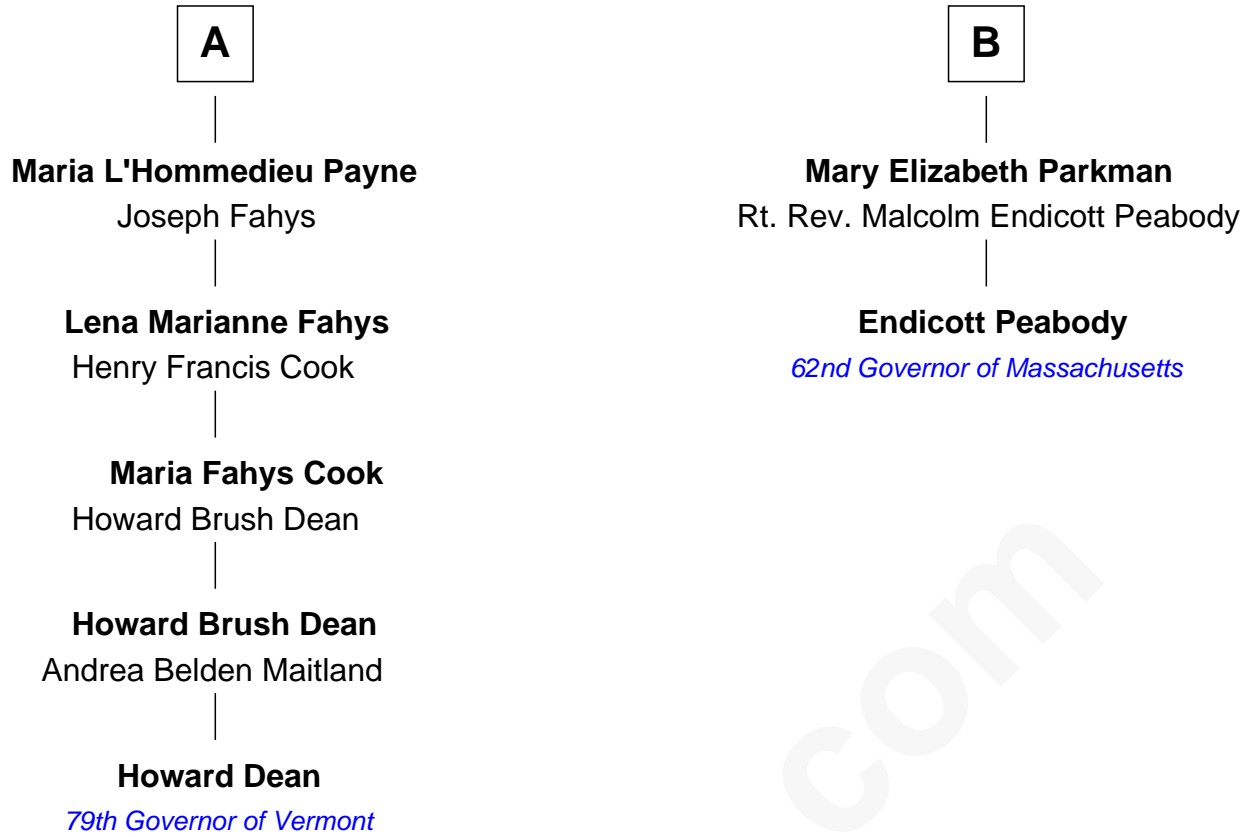 A
Maria L'Hommedieu Payne
Joseph Fahys
Lena Marianne Fahys
Henry Francis Cook
Maria Fahys Cook
Howard Brush Dean
Howard Brush Dean
Andrea Belden Maitland
Howard Dean
79th Governor of Vermont
B
Mary Elizabeth Parkman
Rt. Rev. Malcolm Endicott Peabody
Endicott Peabody
62nd Governor of Massachusetts
com